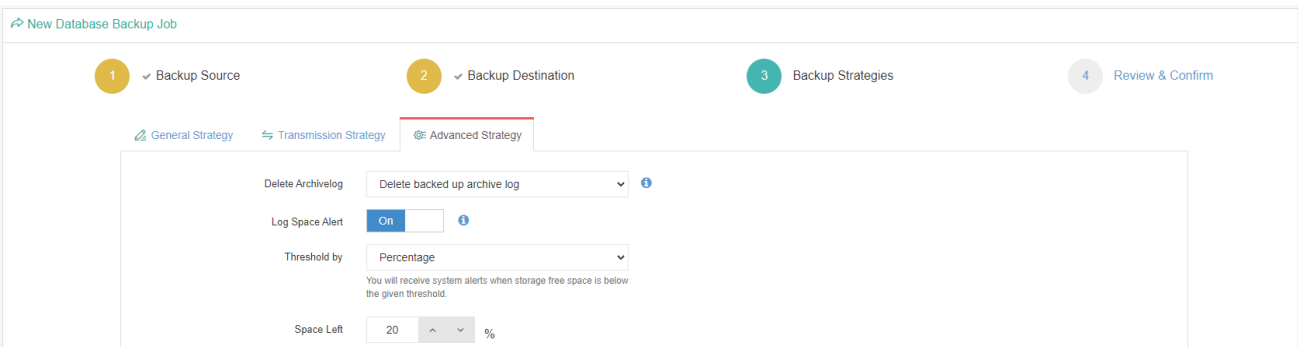 New Database Backup Job
1 Backup Source
2 Backup Destination
3 Backup Strategies
4 Review & Confirm
General Strategy
Transmission Strategy
Advanced Strategy
Delete Archivelog
Delete backed up archive log
Log Space Alert
On
Threshold by
Percentage
You will receive system alerts when storage free space is below
the given threshold.
Space Left
20
%